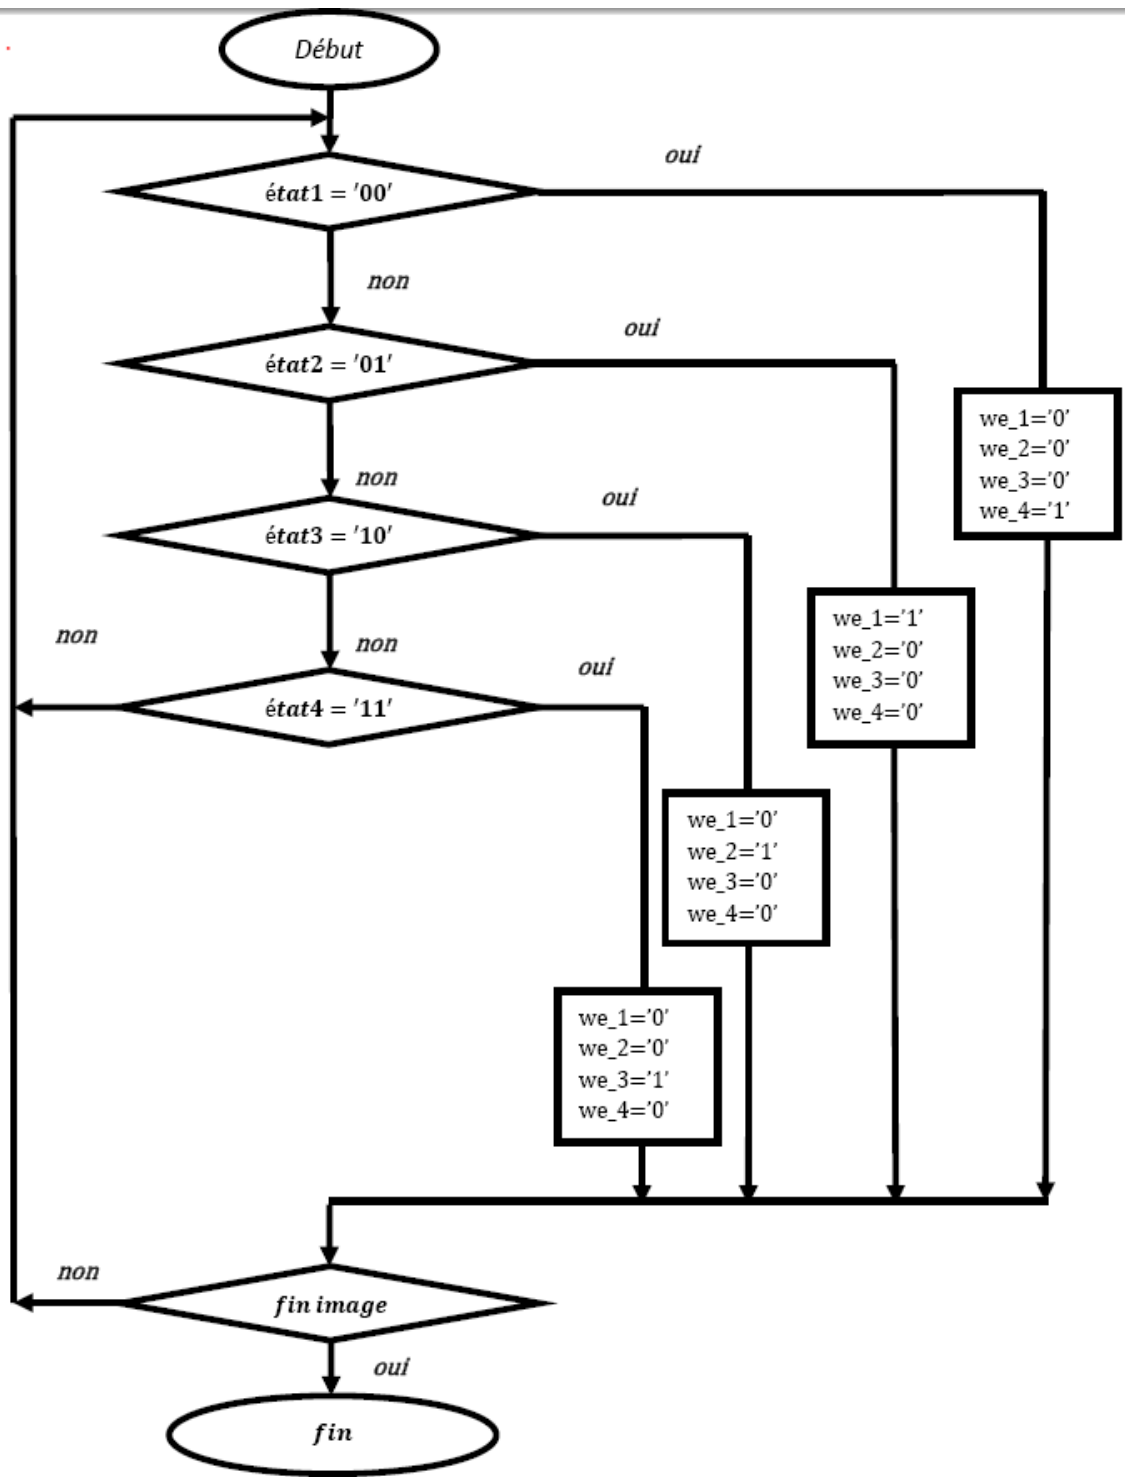 Début
oui
état1 = '00'
non
oui
état2 = '01'
we_1='0'
we_2='0'
we_3='0'
we_4='1'
non
oui
état3 = '10'
we_1='1'
we_2='0'
we_3='0'
we_4='0'
non
non
oui
état4 = '11'
we_1='0'
we_2='1'
we_3='0'
we_4='0'
we_1='0'
we_2='0'
we_3='1'
we_4='0'
non
fin image
oui
fin